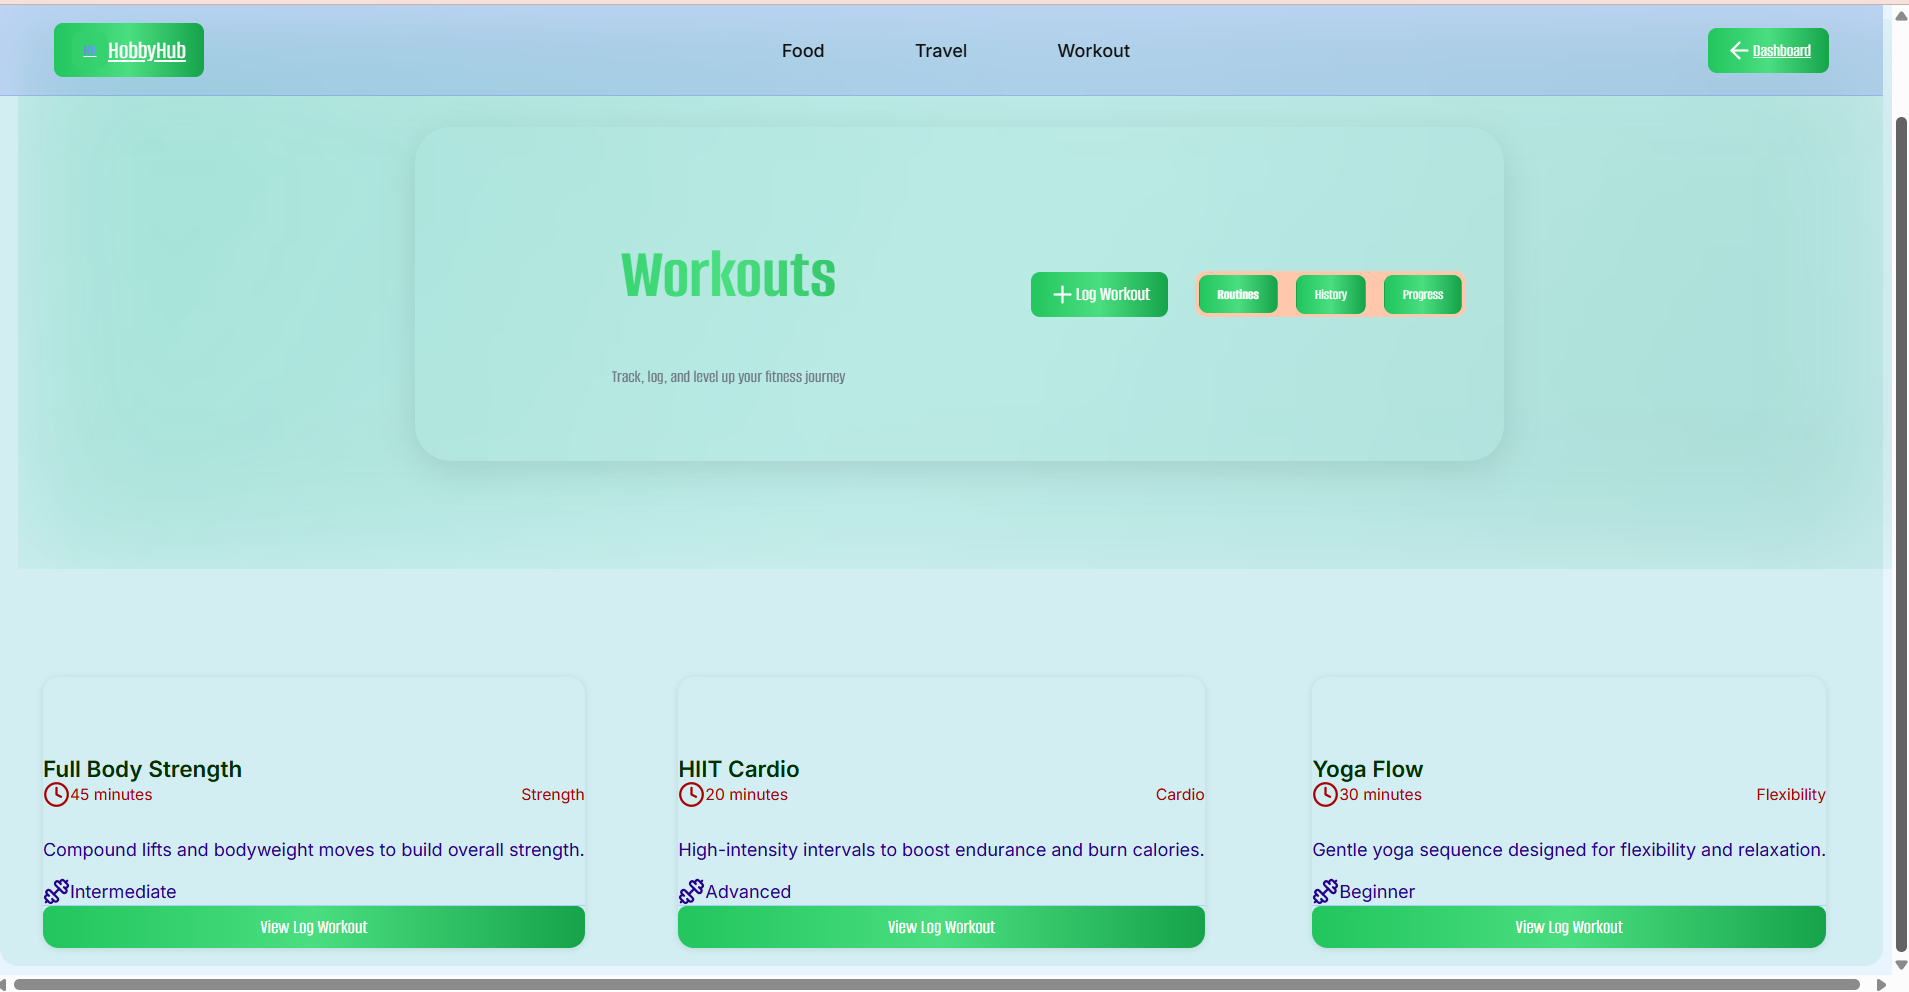 HobbyHub
Food Travel Workout
Dashboard
Workouts
Track, log, and level up your fitness journey
Log Workout
Routines History Progress
Full Body Strength
45 minutes Strength
Compound lifts and bodyweight moves to build overall strength.
Intermediate
View Log Workout
HIIT Cardio
20 minutes Cardio
High-intensity intervals to boost endurance and burn calories.
Advanced
View Log Workout
Yoga Flow
30 minutes Flexibility
Gentle yoga sequence designed for flexibility and relaxation.
Beginner
View Log Workout